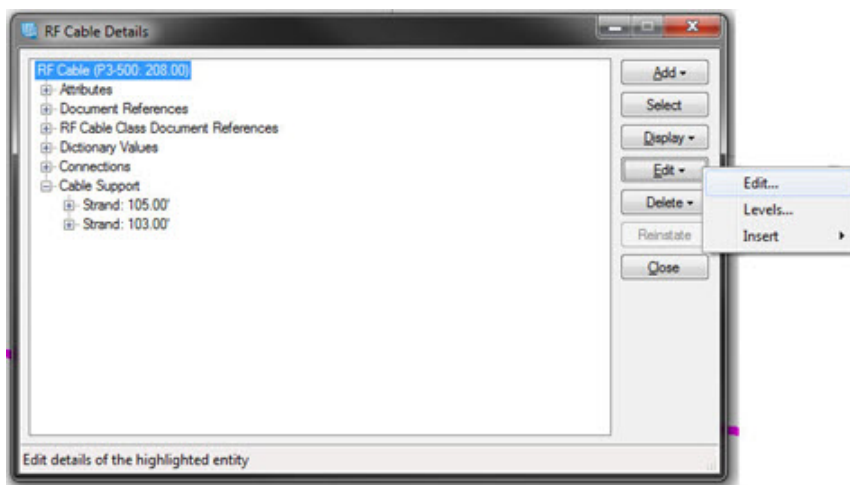 RF Cable Details
RF Cable (P3-500: 208.00)
Attributes
Document References
RF Cable Class Document References
Dictionary Values
Connections
Cable Support
Strand: 105.00'
Strand: 103.00'
Add
Select
Display
Edit
Delete
Reinstate
Close
Edit...
Levels...
Insert
Edit details of the highlighted entity